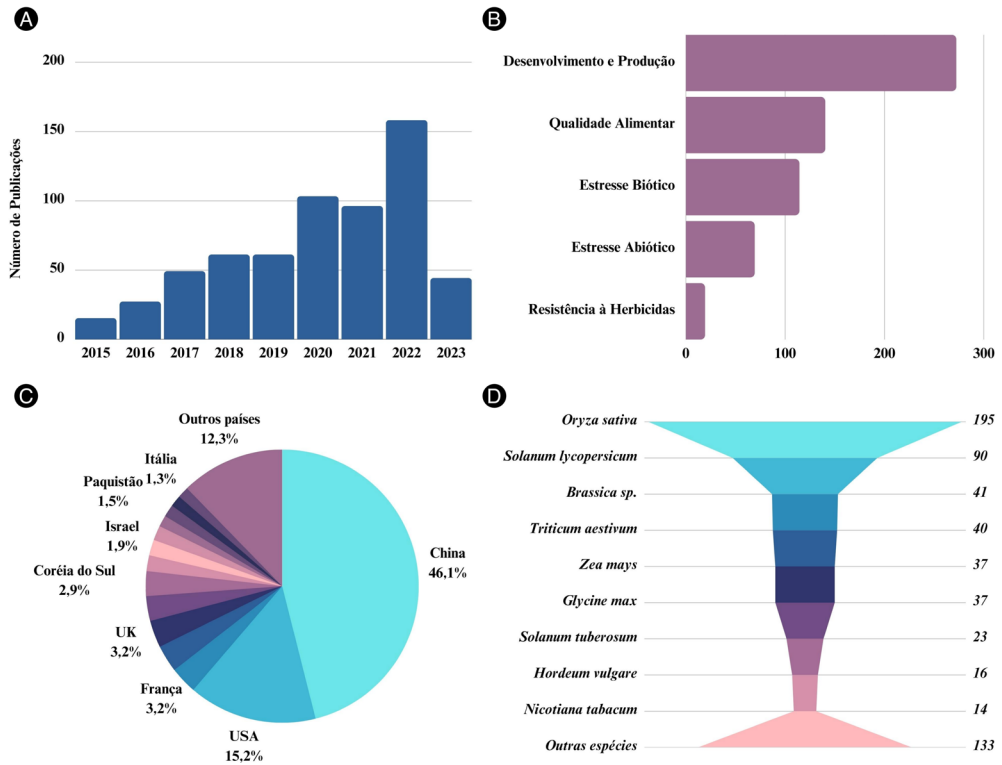 A
Número de Publicações
200
150
100
50
0
2015 2016 2017 2018 2019 2020 2021 2022 2023
B
Desenvolvimento e Produção
Qualidade Alimentar
Estresse Biótico
Estresse Abiótico
Resistência à Herbicidas
0 100 200 300
C
Outros países
12,3%
Itália
1,3%
Paquistão
1,5%
Israel
1,9%
Coréia do Sul
2,9%
UK
3,2%
França
3,2%
USA
15,2%
China
46,1%
D
Oryza sativa 195
Solanum lycopersicum 90
Brassica sp. 41
Triticum aestivum 40
Zea mays 37
Glycine max 37
Solanum tuberosum 23
Hordeum vulgare 16
Nicotiana tabacum 14
Outras espécies 133